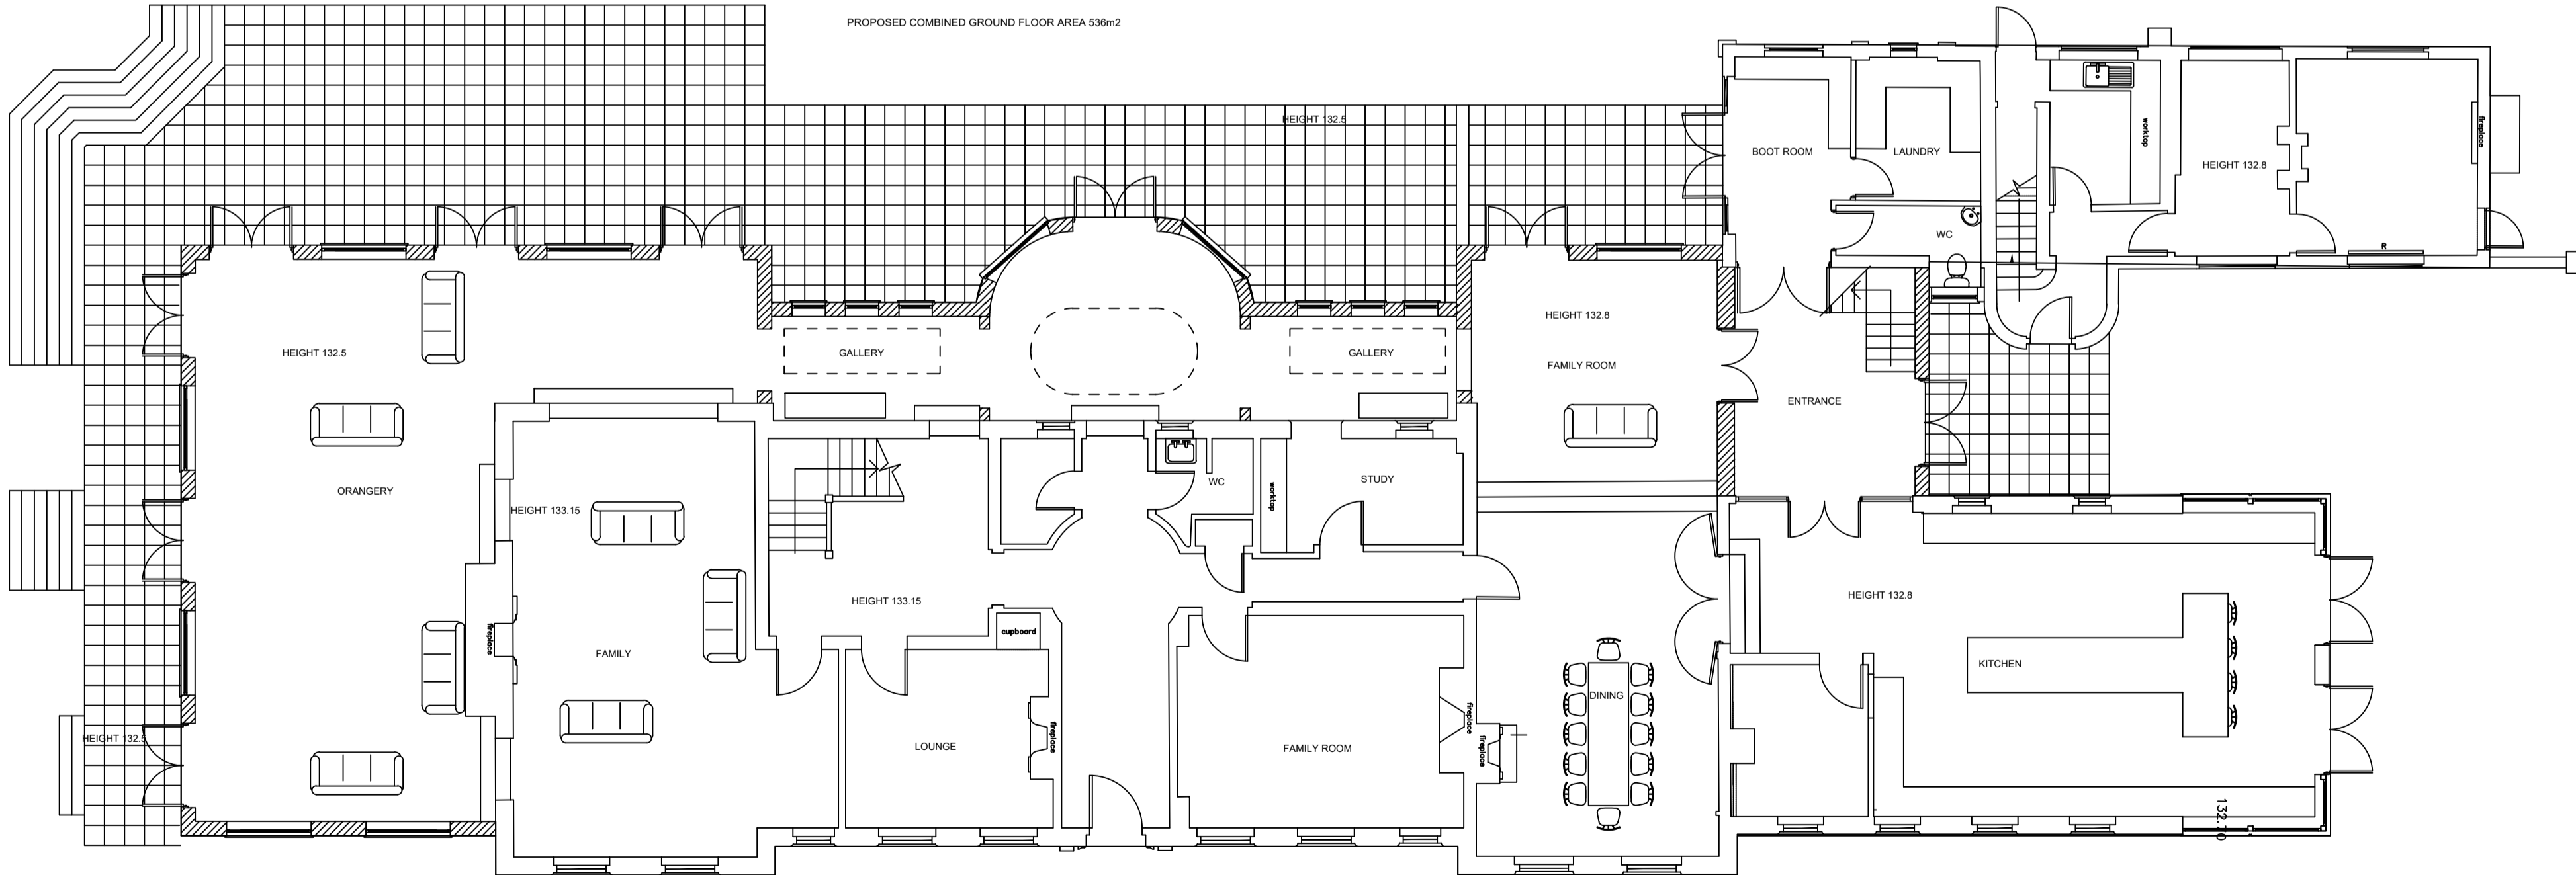 PROPOSED COMBINED GROUND FLOOR AREA 536m2
HEIGHT 132.5
BOOT ROOM
LAUNDRY
worktop
fireplace
HEIGHT 132.8
WC
R
HEIGHT 132.5
GALLERY
GALLERY
HEIGHT 132.8
FAMILY ROOM
ENTRANCE
ORANGERY
HEIGHT 133.15
WC
worktop
STUDY
HEIGHT 133.15
HEIGHT 132.8
fireplace
cupboard
FAMILY
KITCHEN
DINING
HEIGHT 132.5
LOUNGE
fireplace
FAMILY ROOM
fireplace
fireplace
132.10